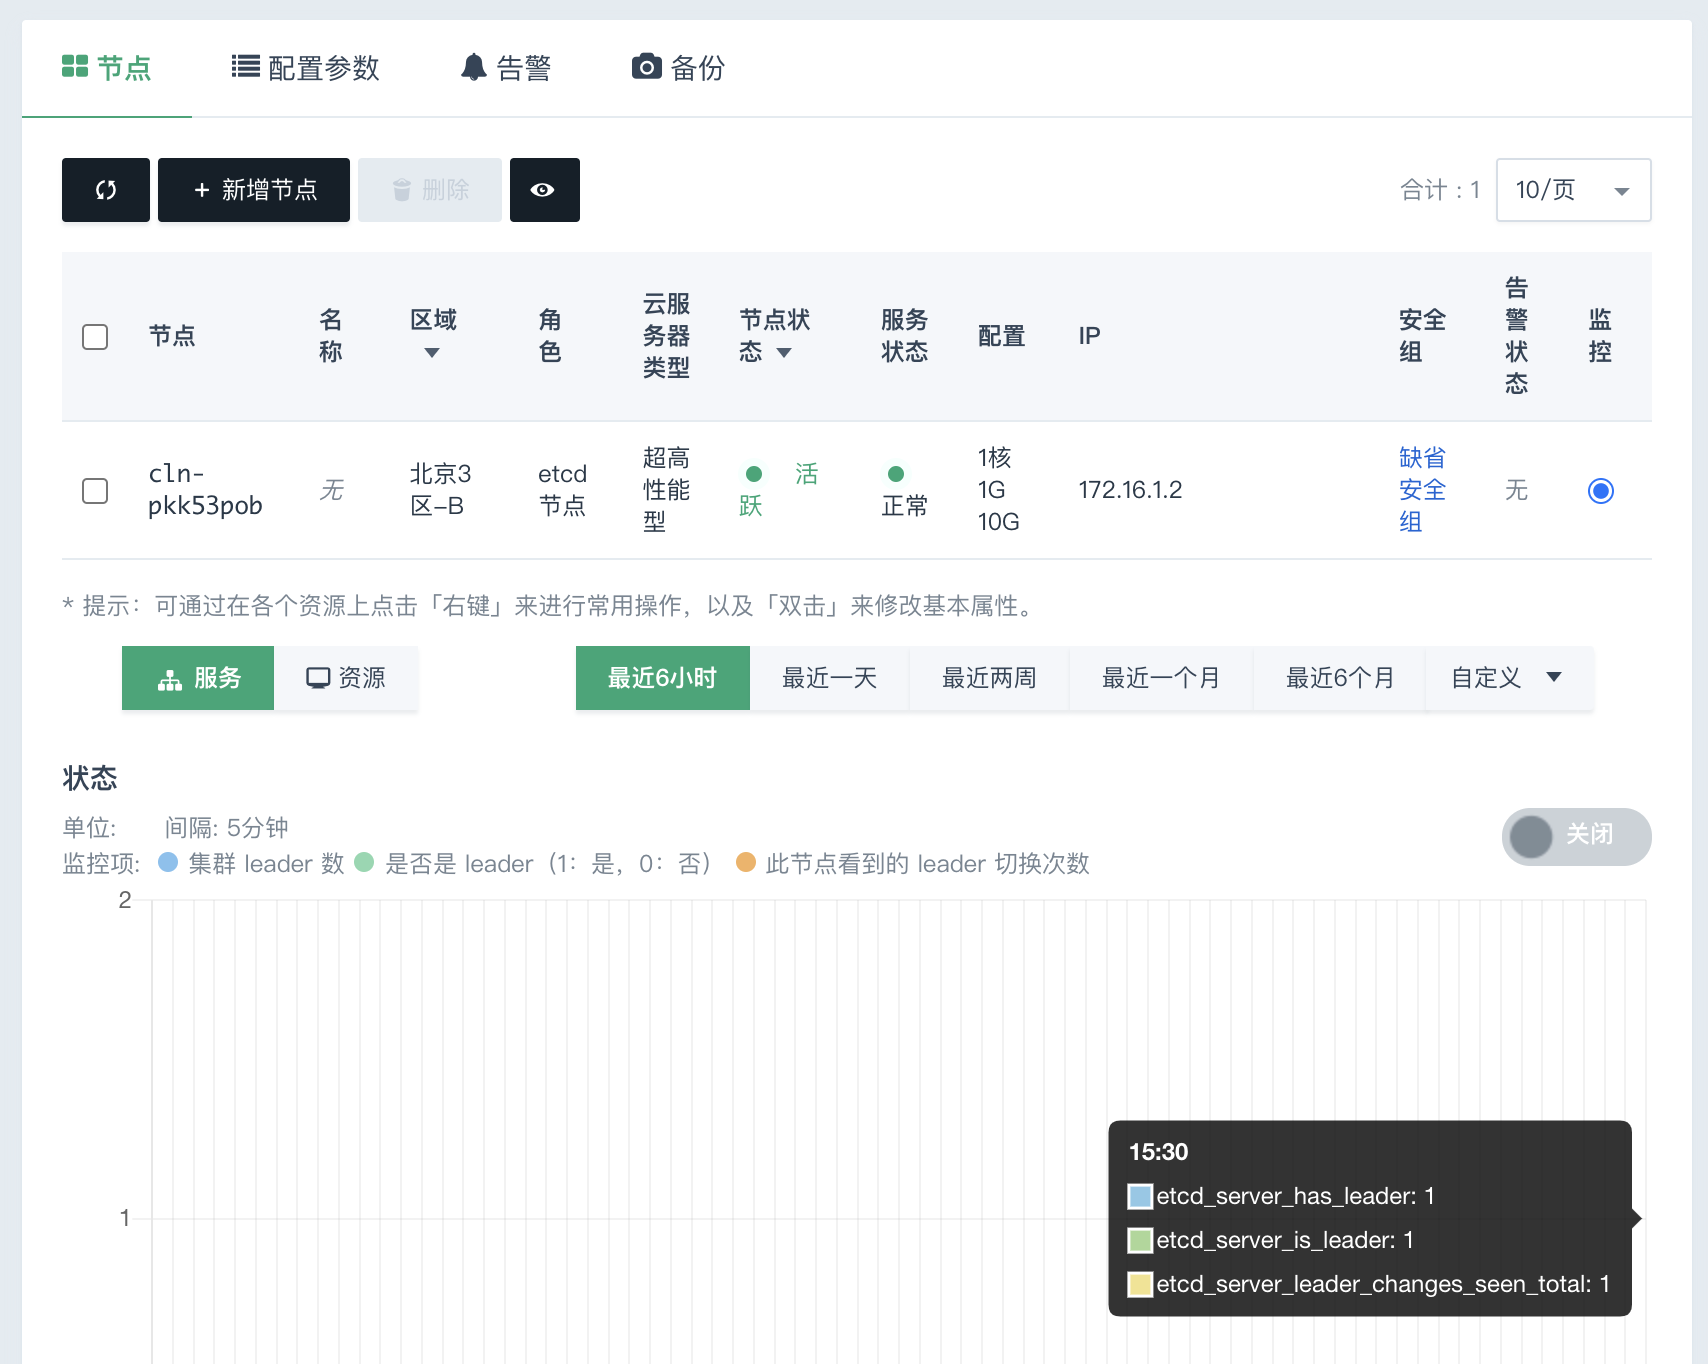 节点 配置参数 告警 备份
+ 新增节点 删除
合计 : 1 10/页
节点 名称 区域 角色 云服务器类型 节点状态 服务状态 配置 IP 安全组 告警状态 监控
cln-pkk53pob 无 北京3区-B etcd节点 超高性能型 活跃 正常 1核 1G 10G 172.16.1.2 缺省安全组 无
* 提示：可通过在各个资源上点击「右键」来进行常用操作，以及「双击」来修改基本属性。
服务 资源 最近6小时 最近一天 最近两周 最近一个月 最近6个月 自定义
状态
单位: 间隔: 5分钟
关闭
监控项: 集群 leader 数 是否是 leader（1：是，0：否） 此节点看到的 leader 切换次数
2
1
15:30
etcd_server_has_leader: 1
etcd_server_is_leader: 1
etcd_server_leader_changes_seen_total: 1